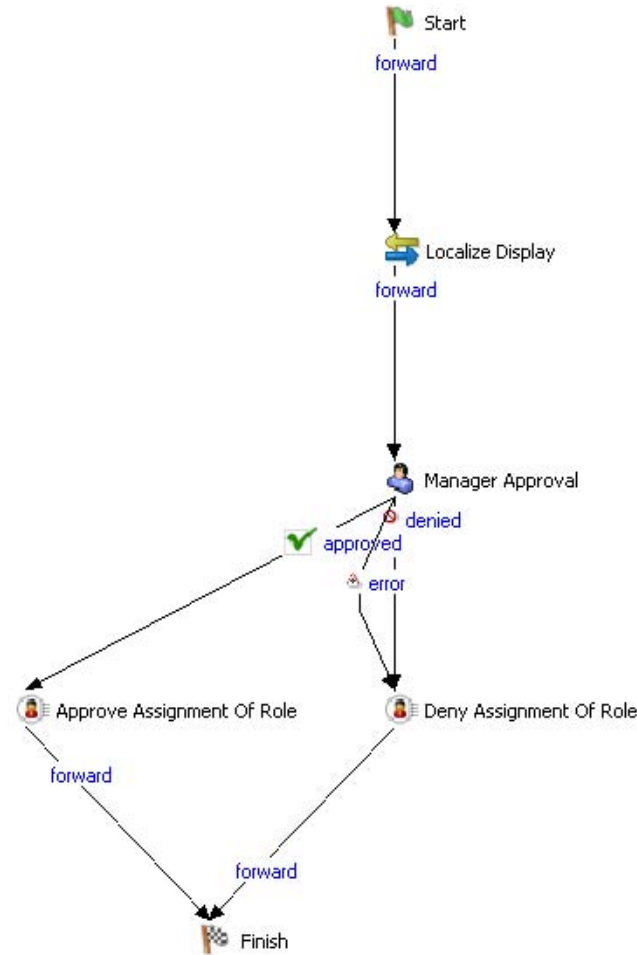 Start
forward
Localize Display
forward
Manager Approval
denied
approved
error
Approve Assignment Of Role
Deny Assignment Of Role
forward
forward
Finish